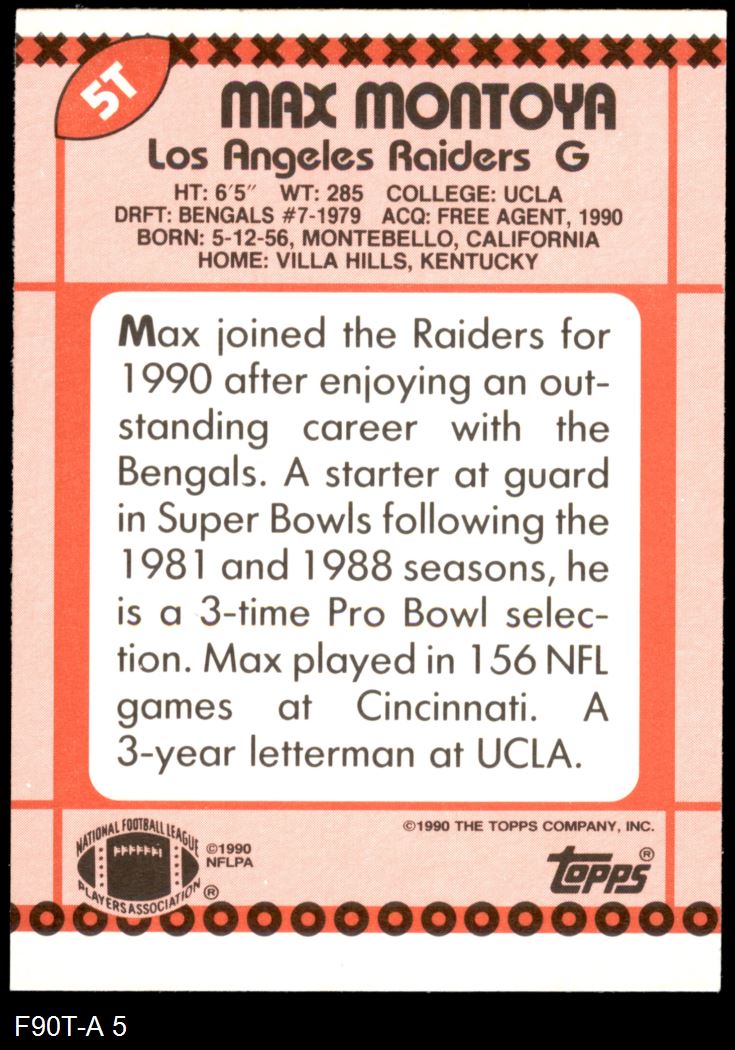 5T
MAX MONTOYA
Los Angeles Raiders G
HT: 6'5" WT: 285 COLLEGE: UCLA
DRFT: BENGALS #7-1979 ACQ: FREE AGENT, 1990
BORN: 5-12-56, MONTEBELLO, CALIFORNIA
HOME: VILLA HILLS, KENTUCKY
Max joined the Raiders for
1990 after enjoying an out-
standing career with the
Bengals. A starter at guard
in Super Bowls following the
1981 and 1988 seasons, he
is a 3-time Pro Bowl selec-
tion. Max played in 156 NFL
games at Cincinnati. A
3-year letterman at UCLA.
©1990 THE TOPPS COMPANY, INC.
NATIONAL FOOTBALL LEAGUE
PLAYERS ASSOCIATION ®
©1990
NFLPA
topps®
F90T-A 5